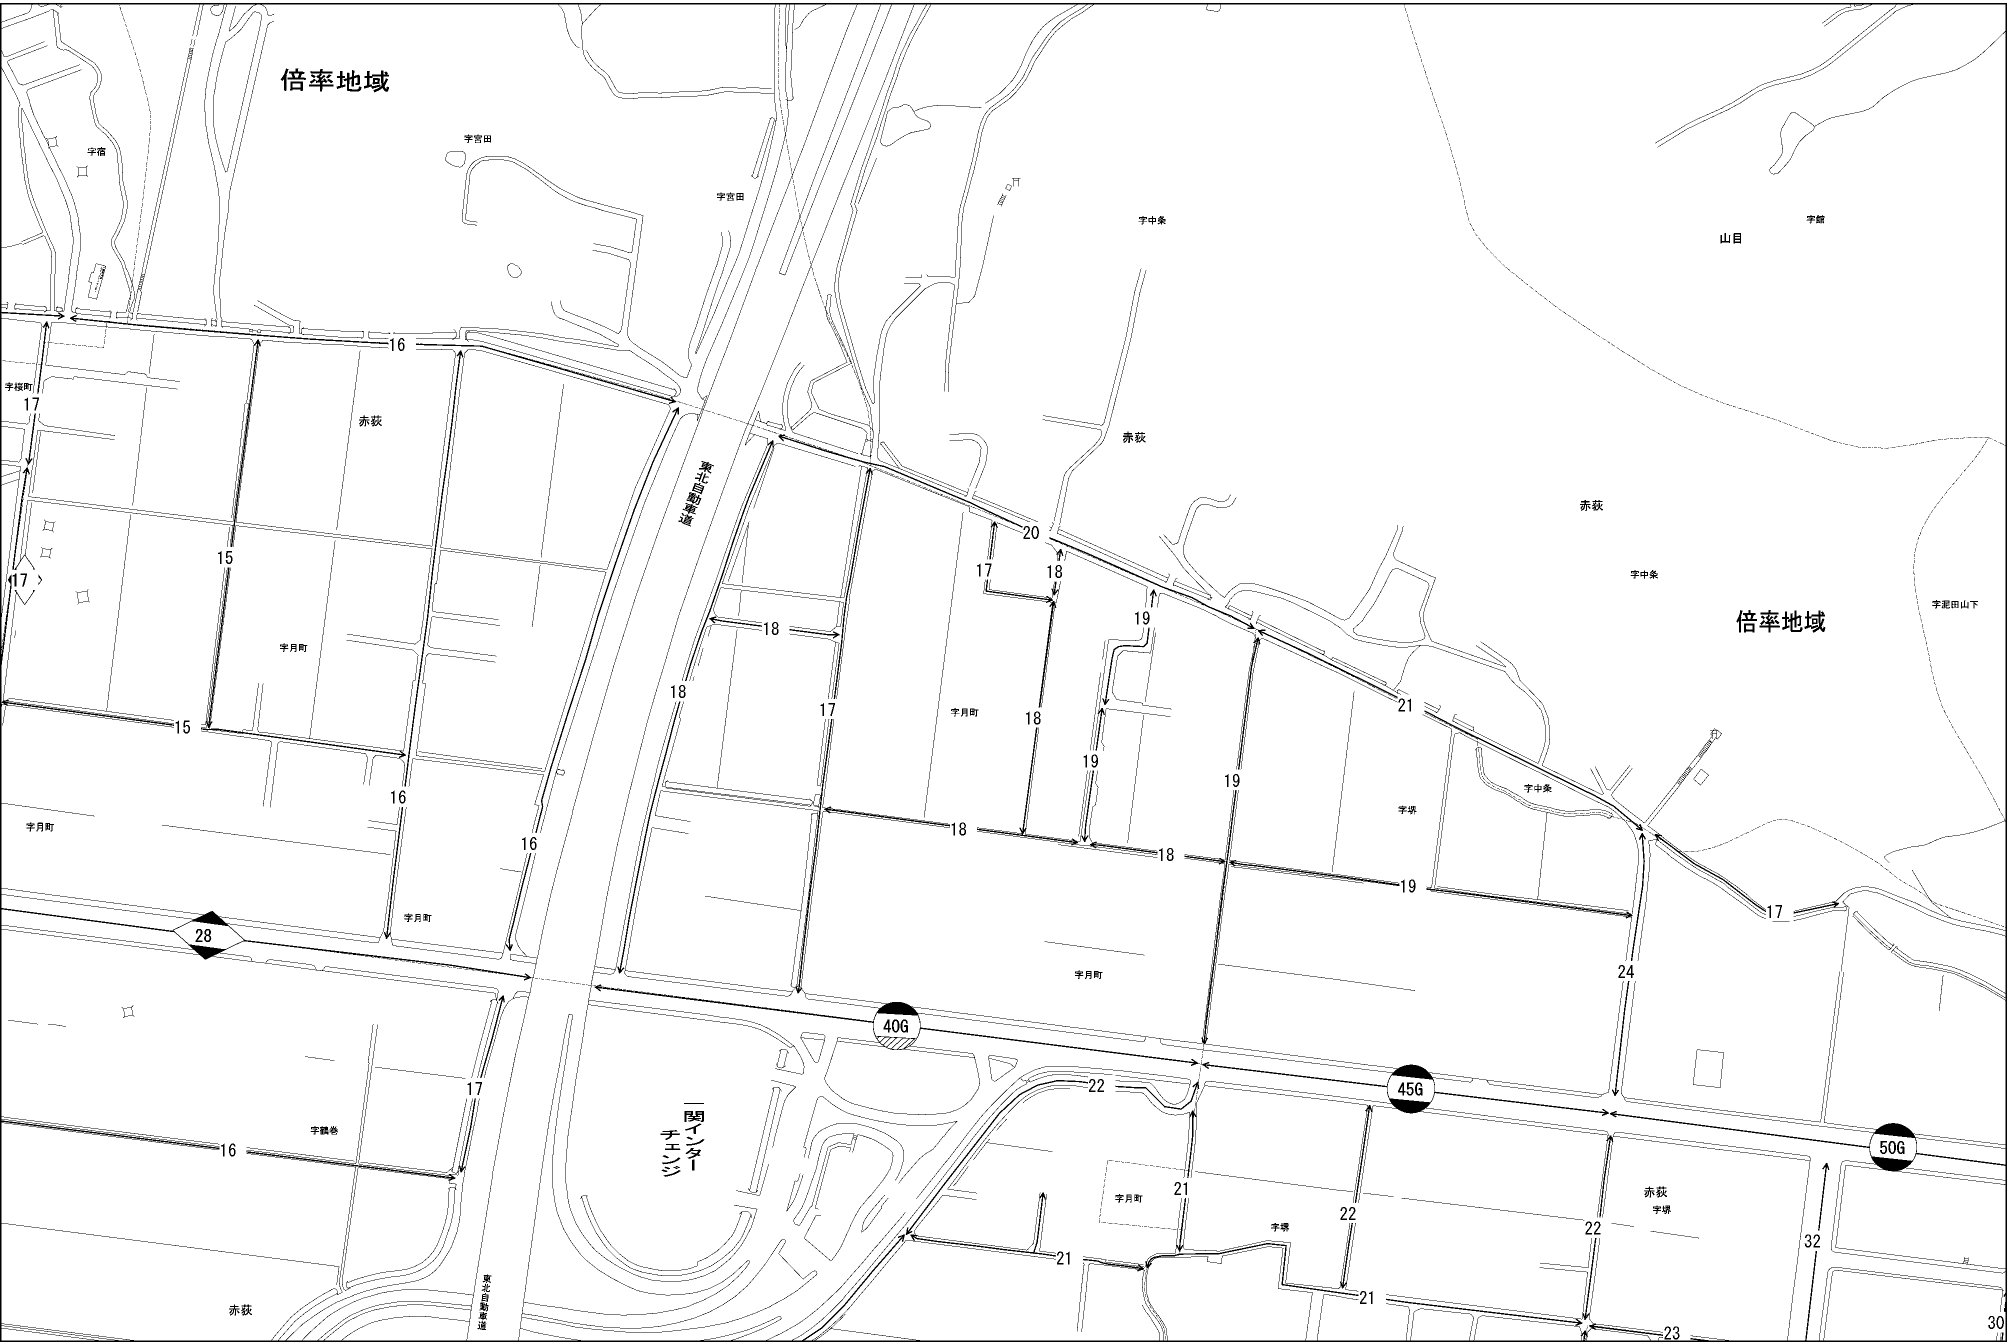 倍率地域
字宮田
字宿
字宮田
字中条
字館
山目
16
字桜町
17
赤荻
赤荻
東北自動車道
赤荻
20
15
17
18
字中条
17
倍率地域
字泥田山下
19
18
字月町
18
21
17
字月町
18
15
19
19
字中条
16
字堺
字月町
18
16
18
19
17
字月町
28
24
字月町
40G
22
45G
17
一関インター
チェンジ
字鶴巻
50G
16
21
字月町
赤荻
字堺
22
字堺
22
32
21
東北自動車道
赤荻
21
30
23